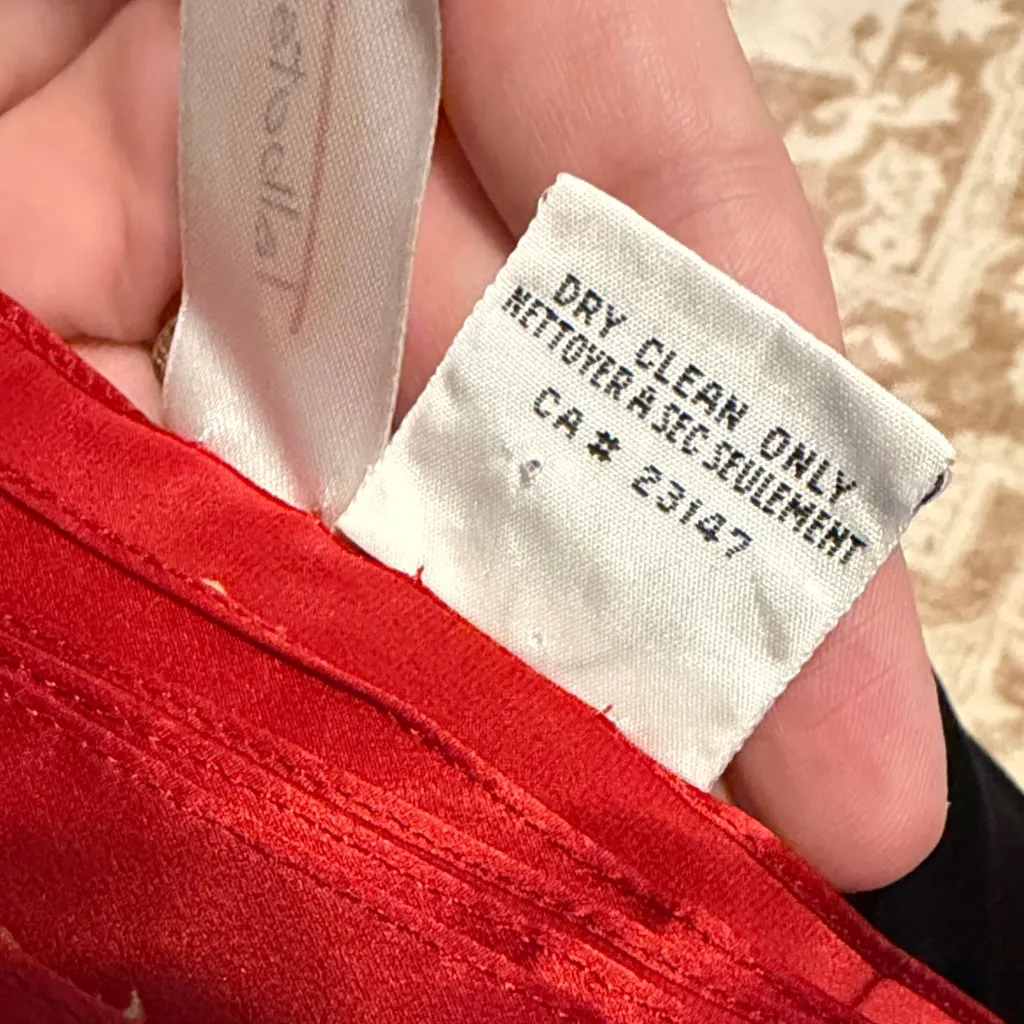 DRY CLEAN ONLY
NETTOYER A SEC SEULEMENT
CA # 23147